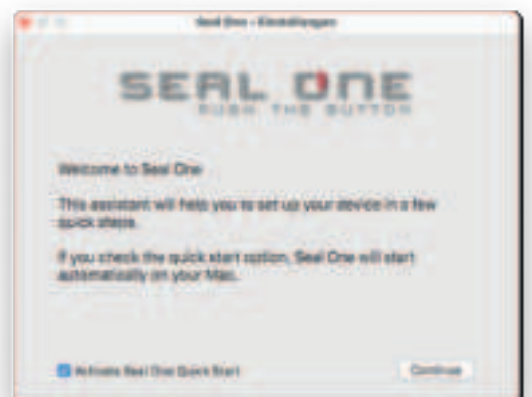 Seal One - Einstellungen
SEAL ONE
PUSH THE BUTTON
Welcome to Seal One
This assistant will help you to set up your device in a few
quick steps.
If you check the quick start option, Seal One will start
automatically on your Mac.
Activate Seal One Quick Start
Continue